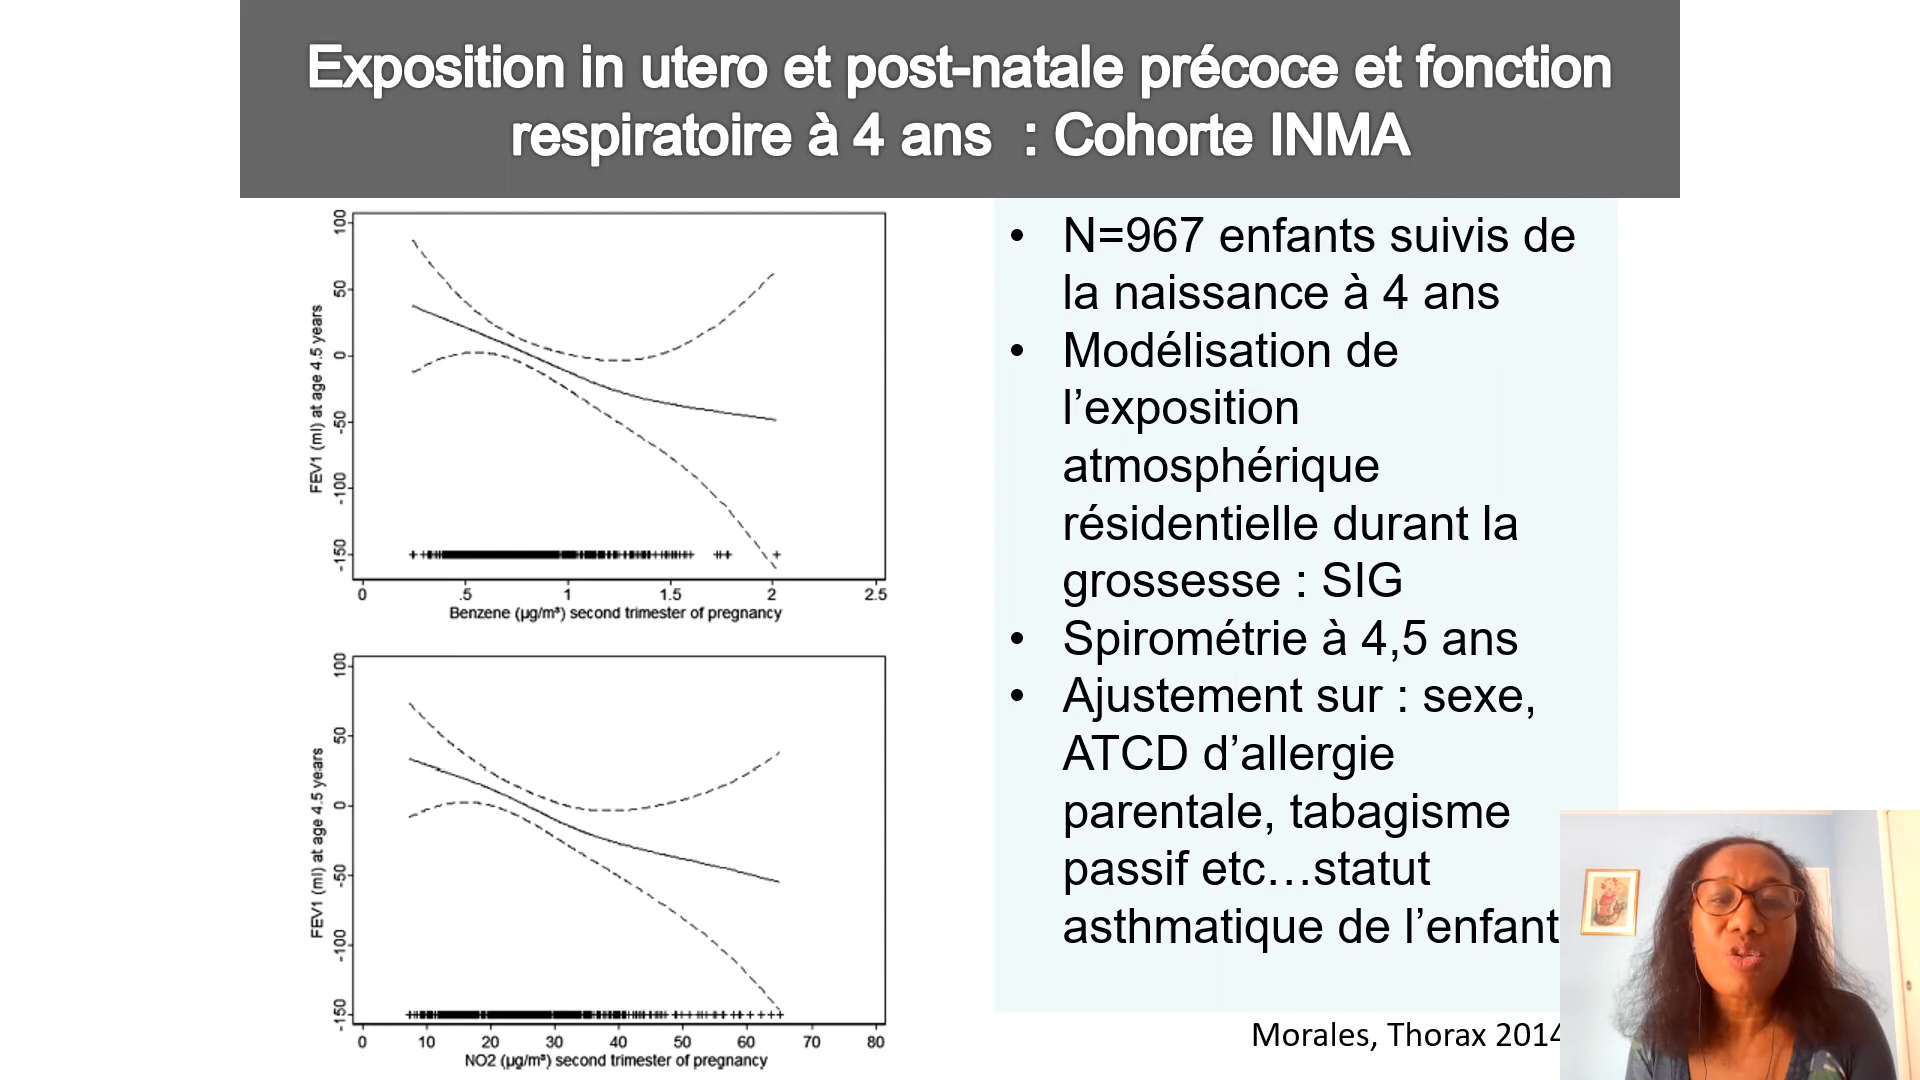 Exposition in utero et post-natale précoce et fonction
respiratoire à 4 ans  : Cohorte INMA
100
50
0
-50
-100
-150
FEV1 (ml) at age 4.5 years
0
.5
1
1.5
2
2.5
Benzene (µg/m³) second trimester of pregnancy
100
50
0
-50
-100
-150
FEV1 (ml) at age 4.5 years
0
10
20
30
40
50
60
70
80
NO2 (µg/m³) second trimester of pregnancy
• N=967 enfants suivis de
la naissance à 4 ans
• Modélisation de
l’exposition
atmosphérique
résidentielle durant la
grossesse : SIG
• Spirométrie à 4,5 ans
• Ajustement sur : sexe,
ATCD d’allergie
parentale, tabagisme
passif etc…statut
asthmatique de l’enfant
Morales, Thorax 2014